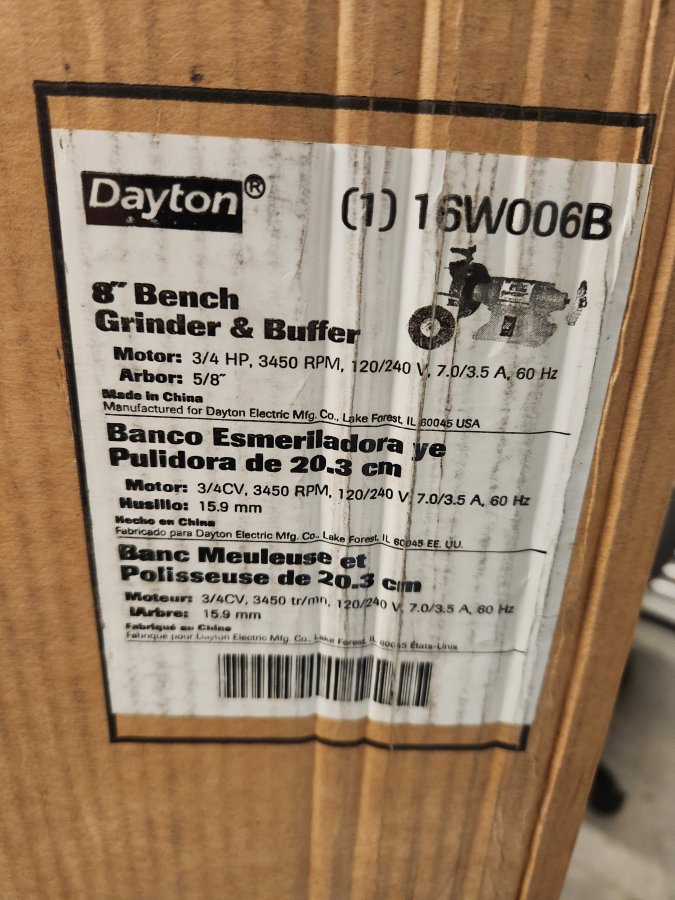 Dayton®
(1) 16W006B
8" Bench
Grinder & Buffer
Motor: 3/4 HP, 3450 RPM, 120/240 V, 7.0/3.5 A, 60 Hz
Arbor: 5/8"
Made in China
Manufactured for Dayton Electric Mfg. Co., Lake Forest, IL 60045 USA
Banco Esmeriladora ye
Pulidora de 20.3 cm
Motor: 3/4CV, 3450 RPM, 120/240 V, 7.0/3.5 A, 60 Hz
Husillo: 15.9 mm
Hecho en China
Fabricado para Dayton Electric Mfg. Co., Lake Forest, IL 60045 EE. UU.
Banc Meuleuse et
Polisseuse de 20.3 cm
Moteur: 3/4CV, 3450 tr/mn, 120/240 V, 7.0/3.5 A, 60 Hz
lArbre: 15.9 mm
Fabriqué en Chine
Fabriqué pour Dayton Electric Mfg. Co., Lake Forest, IL 60045 États-Unis